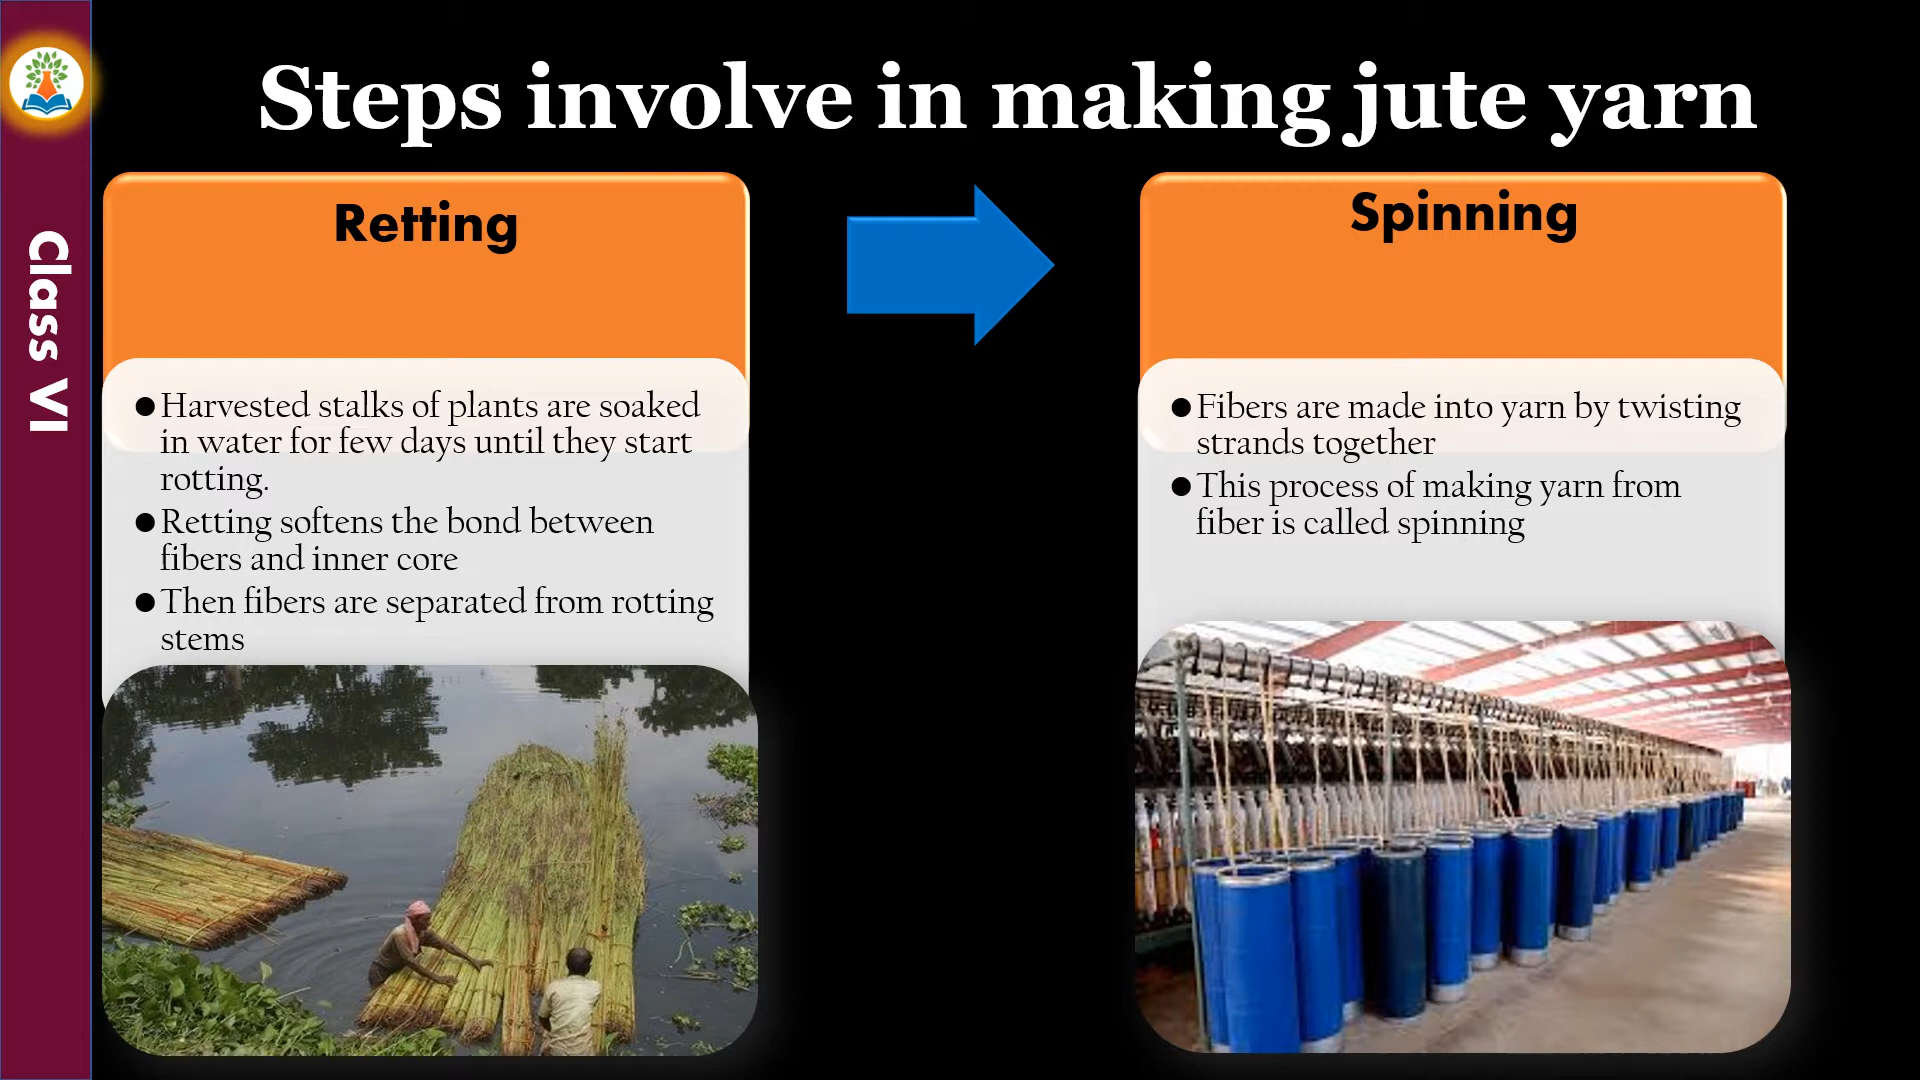 Steps involve in making jute yarn
Class VI
Retting
●Harvested stalks of plants are soaked
in water for few days until they start
rotting.
●Retting softens the bond between
fibers and inner core
●Then fibers are separated from rotting
stems
Spinning
●Fibers are made into yarn by twisting
strands together
●This process of making yarn from
fiber is called spinning